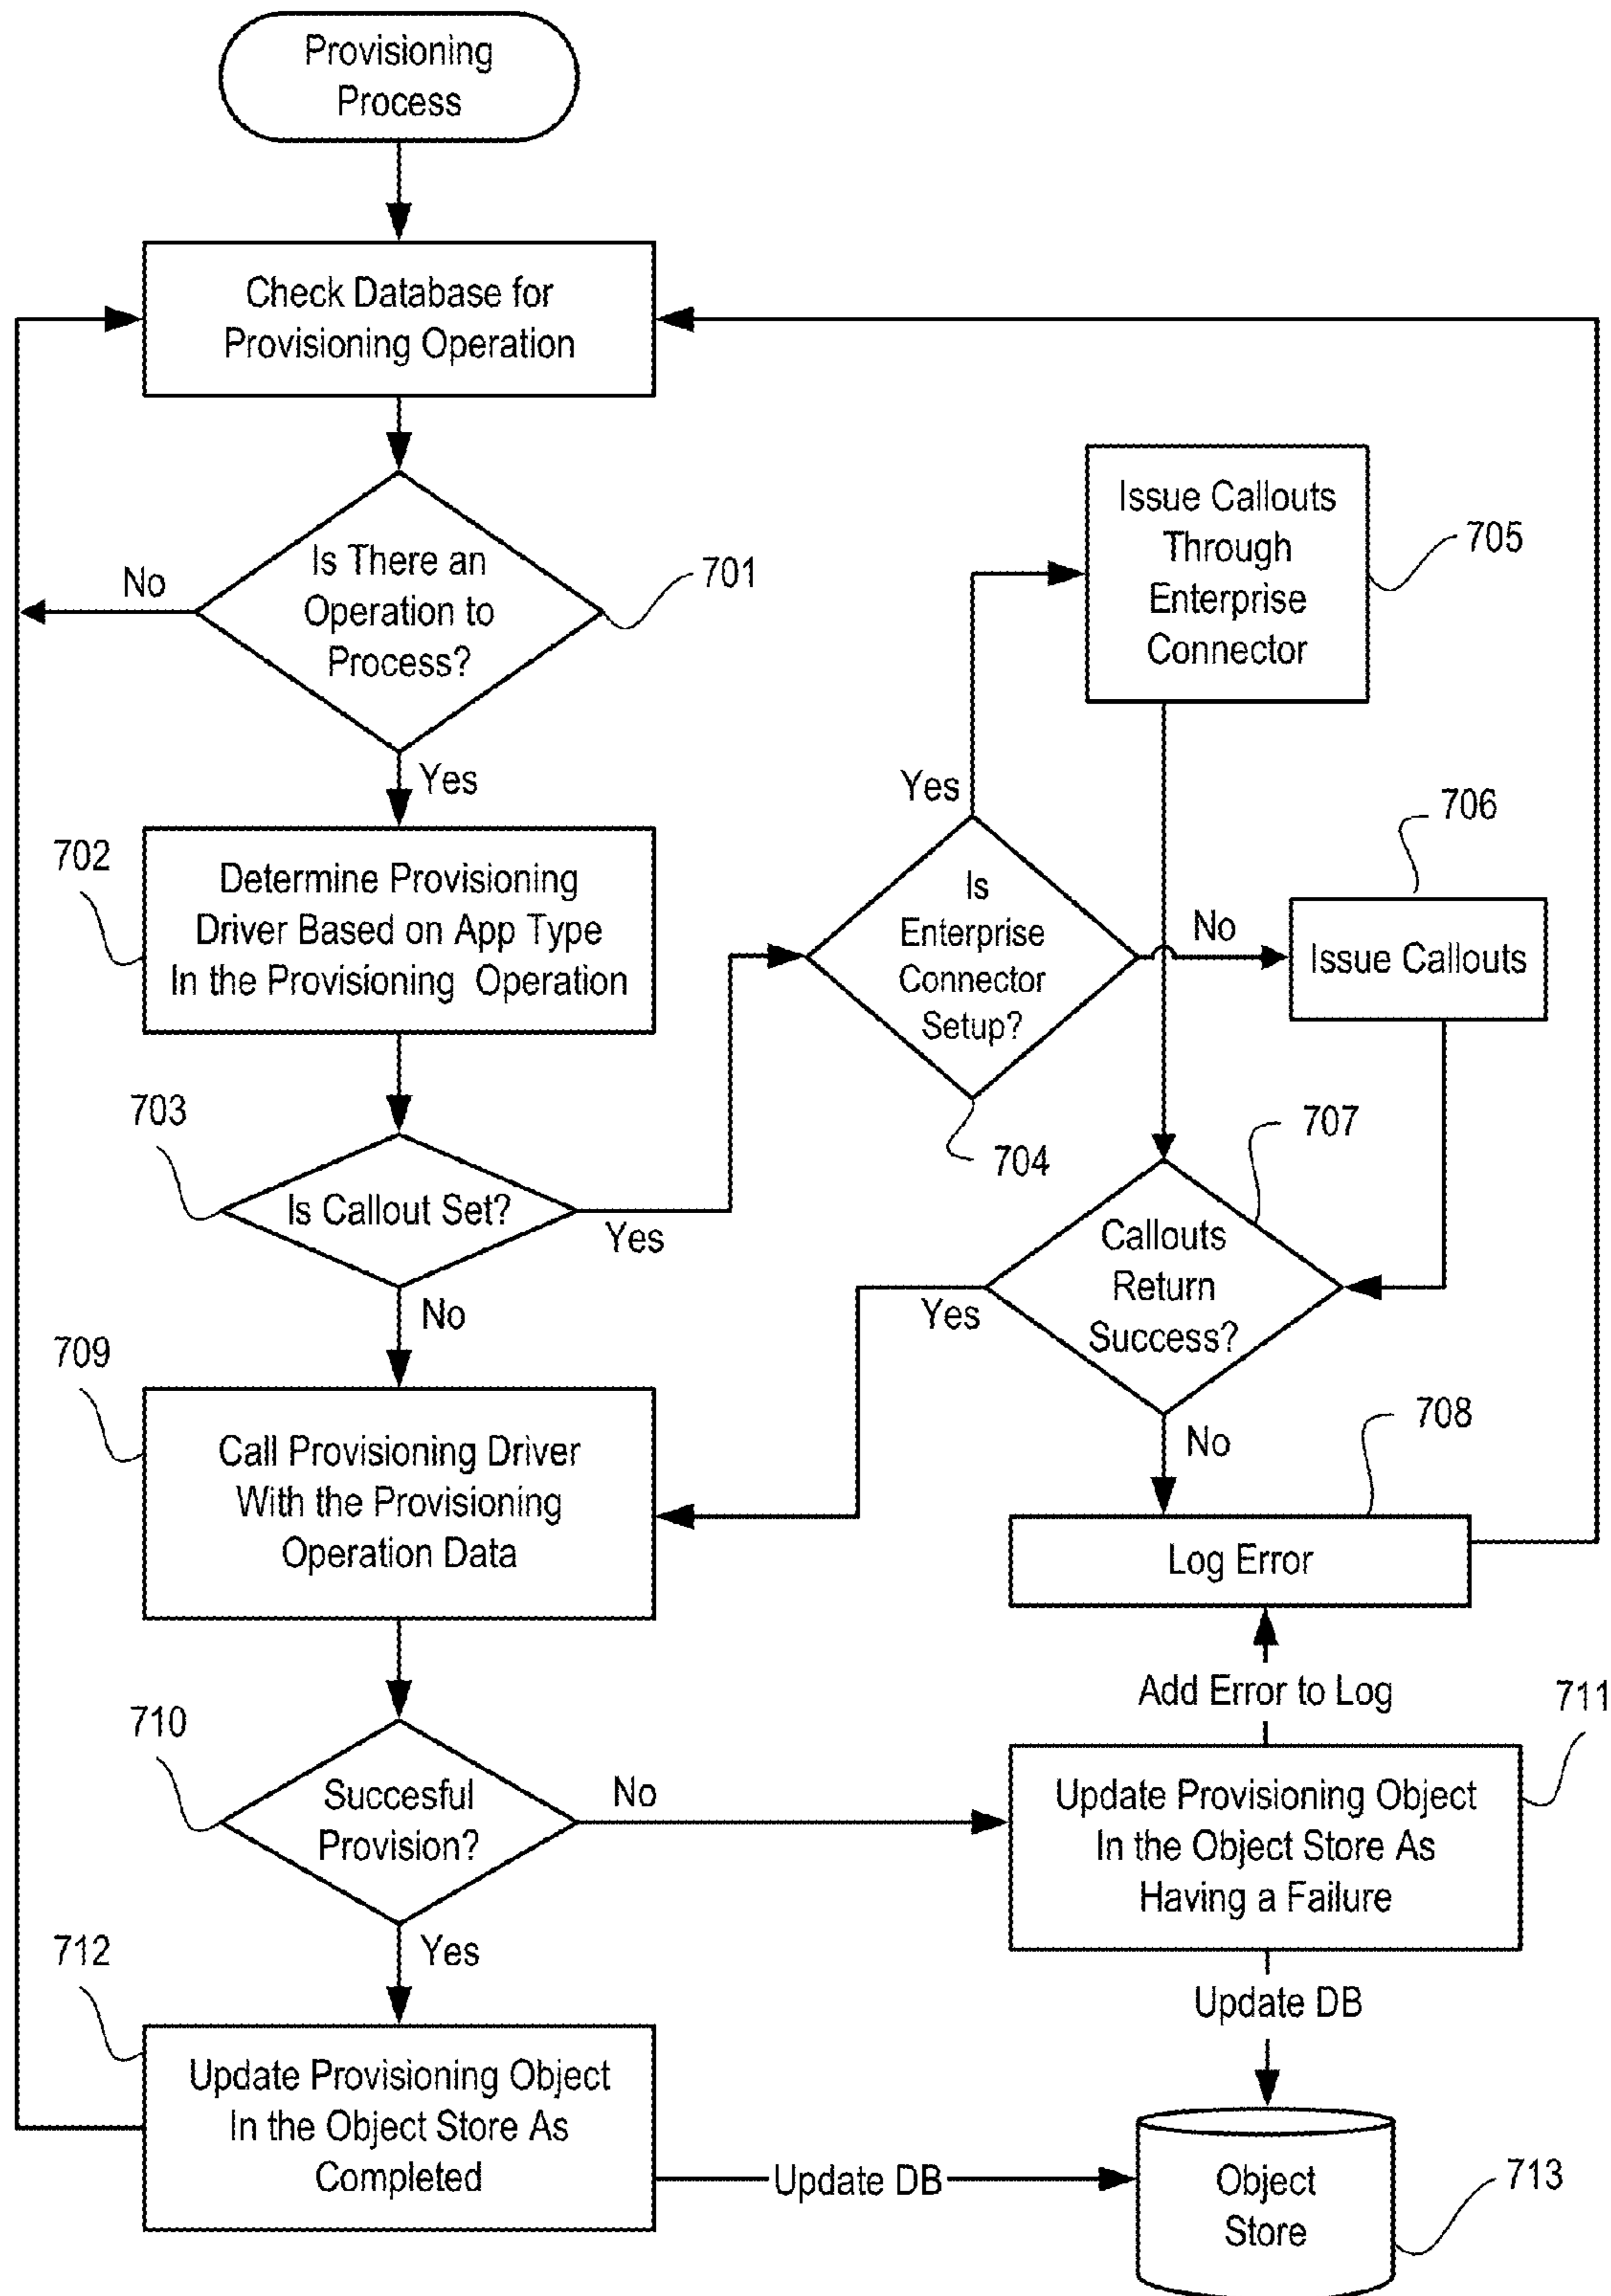 Provisioning
Process
Check Database for
Provisioning Operation
Is There an
Operation to
Process?
701
No
Yes
702
Determine Provisioning
Driver Based on App Type
In the Provisioning Operation
703
Is Callout Set?
Yes
No
Is
Enterprise
Connector
Setup?
704
Yes
No
Issue Callouts
Through
Enterprise
Connector
705
706
Issue Callouts
707
Callouts
Return
Success?
Yes
No
708
Log Error
709
Call Provisioning Driver
With the Provisioning
Operation Data
710
Succesful
Provision?
No
Yes
Add Error to Log
711
Update Provisioning Object
In the Object Store As
Having a Failure
Update DB
712
Update Provisioning Object
In the Object Store As
Completed
Update DB
Object
Store
713